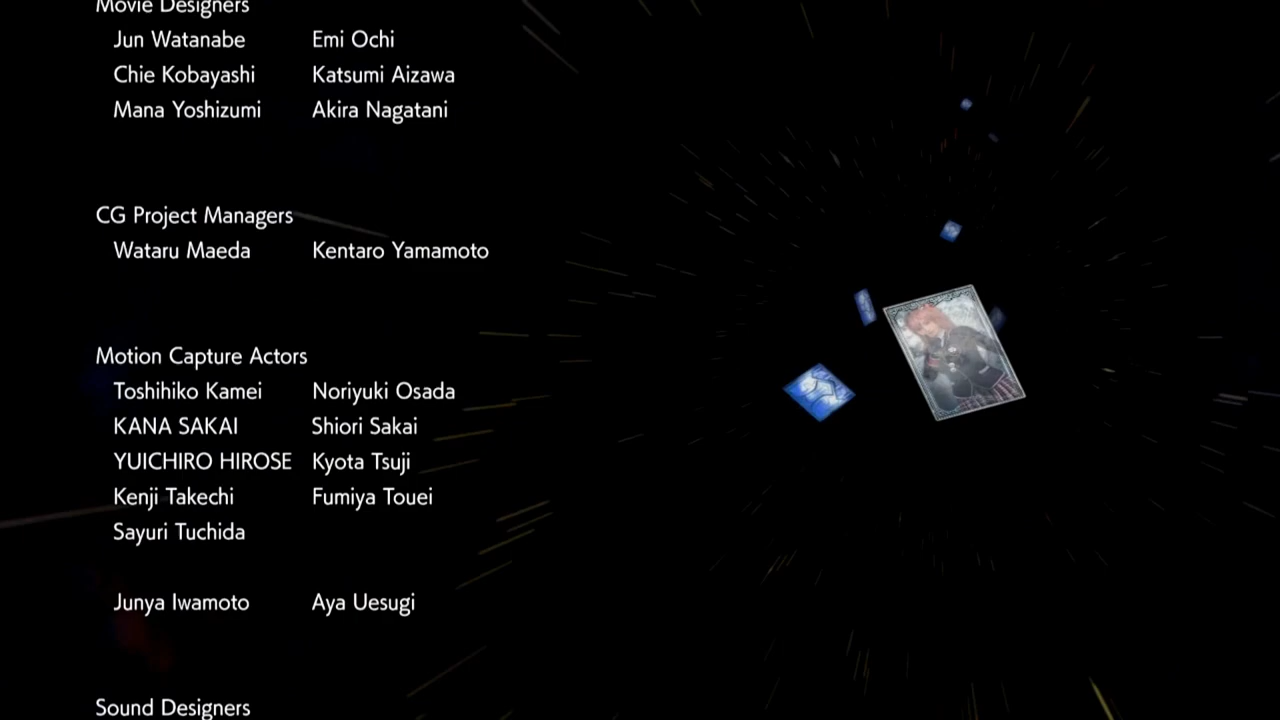 Movie Designers
Jun Watanabe Emi Ochi
Chie Kobayashi Katsumi Aizawa
Mana Yoshizumi Akira Nagatani
CG Project Managers
Wataru Maeda Kentaro Yamamoto
Motion Capture Actors
Toshihiko Kamei Noriyuki Osada
KANA SAKAI Shiori Sakai
YUICHIRO HIROSE Kyota Tsuji
Kenji Takechi Fumiya Touei
Sayuri Tuchida
Junya Iwamoto Aya Uesugi
Sound Designers